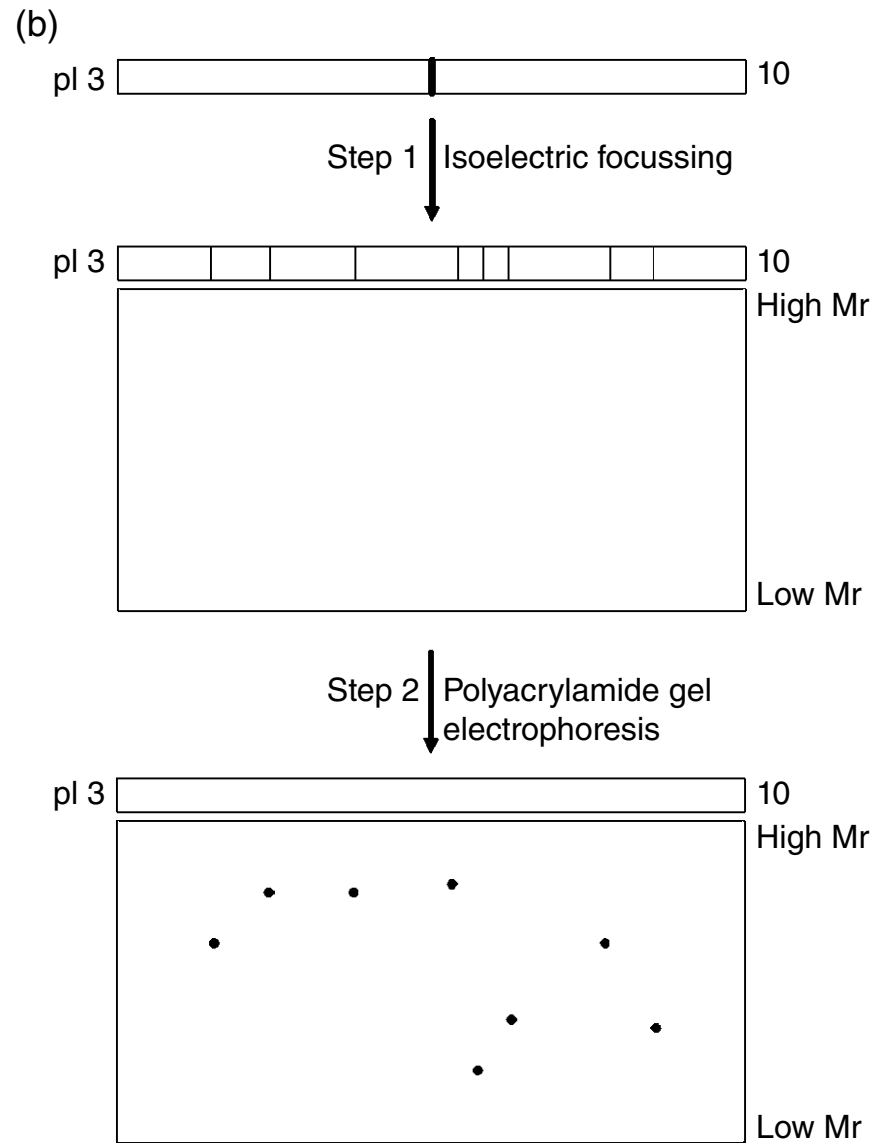 (b)
pI 3 10
Step 1 Isoelectric focussing
pI 3 10
High Mr
Low Mr
Step 2 Polyacrylamide gel
electrophoresis
pI 3 10
High Mr
Low Mr